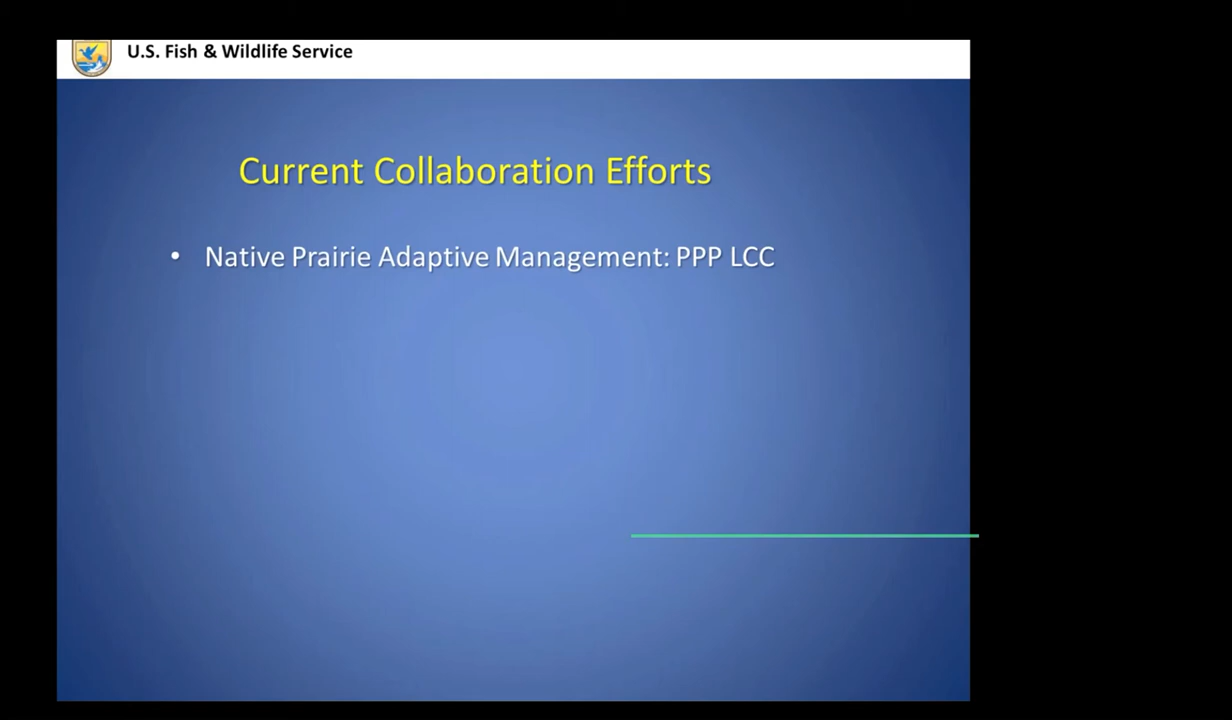 U.S. Fish & Wildlife Service
Current Collaboration Efforts
• Native Prairie Adaptive Management: PPP LCC